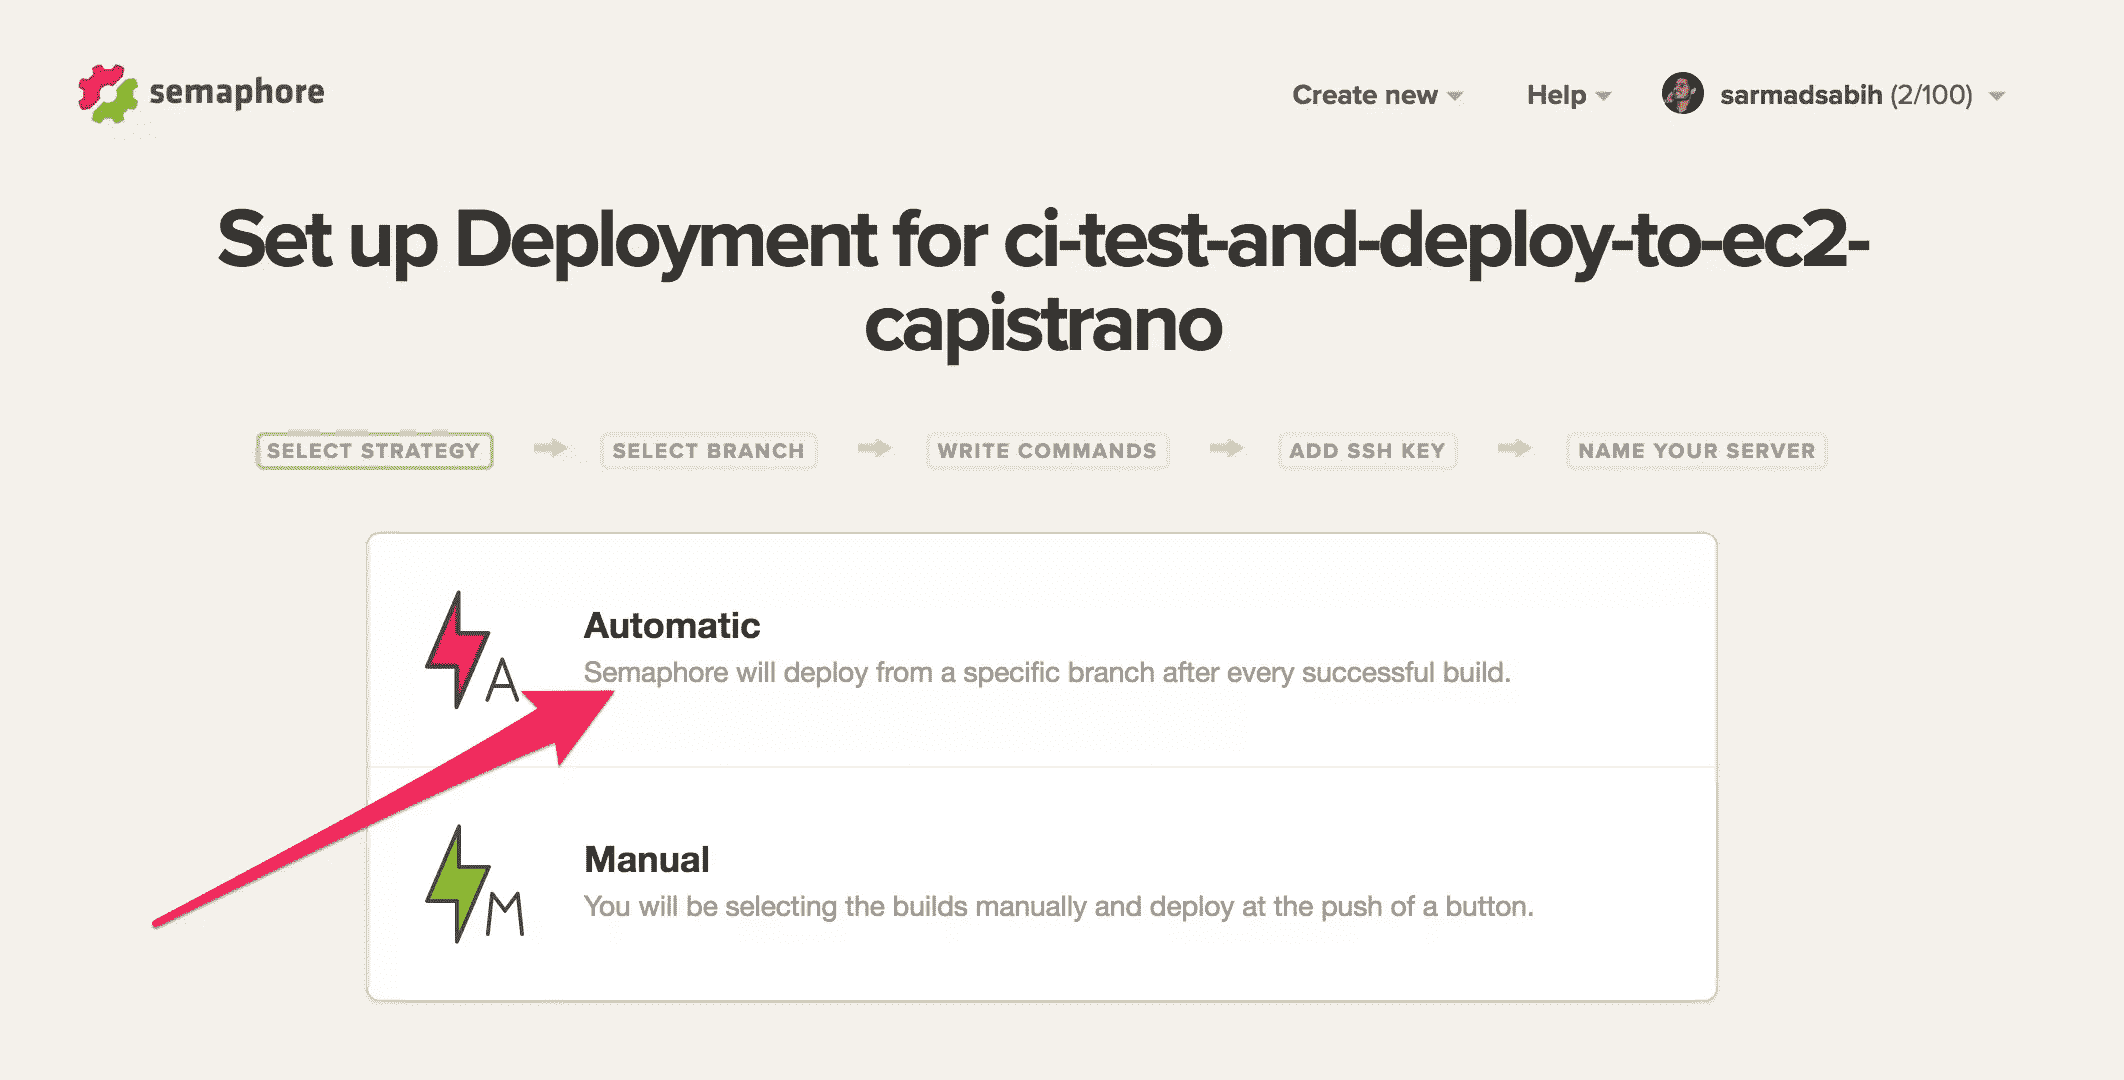 semaphore
Create new
Help
sarmadsabih (2/100)
Set up Deployment for ci-test-and-deploy-to-ec2-
capistrano
SELECT STRATEGY
SELECT BRANCH
WRITE COMMANDS
ADD SSH KEY
NAME YOUR SERVER
A
Automatic
Semaphore will deploy from a specific branch after every successful build.
M
Manual
You will be selecting the builds manually and deploy at the push of a button.